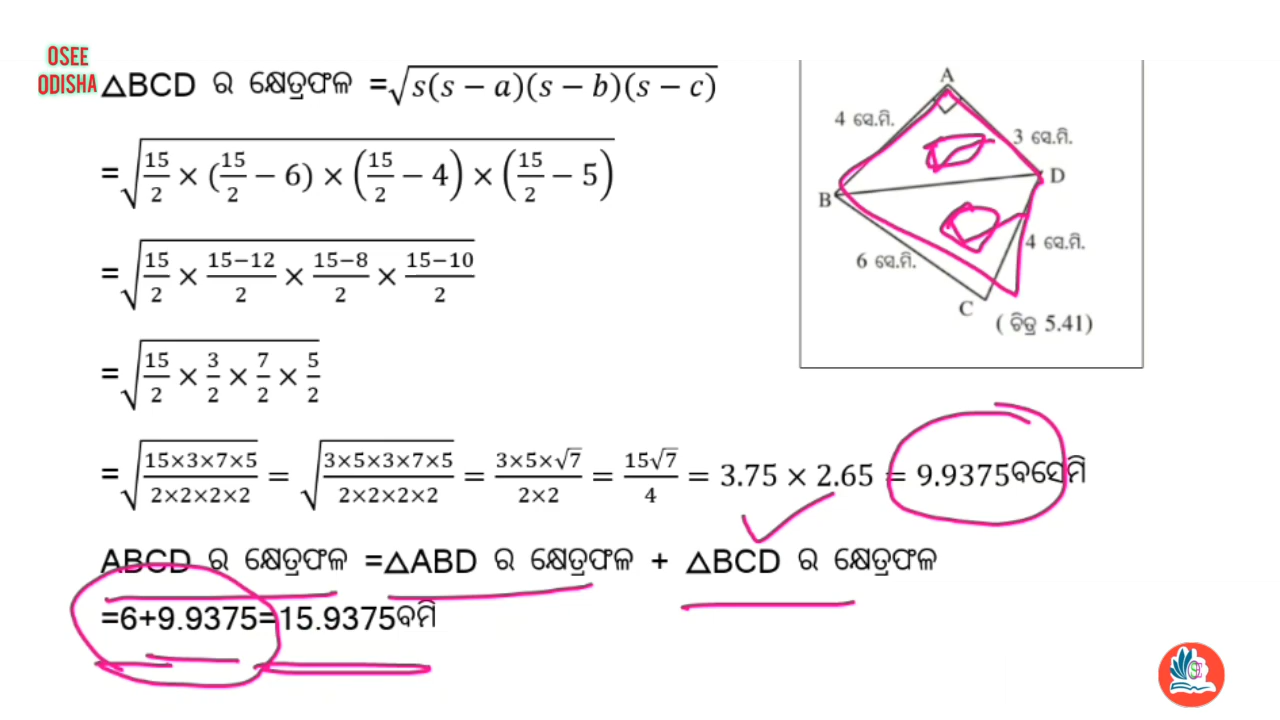 OSEE
ODISHA
△BCD ର କ୍ଷେତ୍ରଫଳ =√s(s − a)(s − b)(s − c)
=√15/2 × (15/2 − 6) × (15/2 − 4) × (15/2 − 5)
=√15/2 × 15−12/2 × 15−8/2 × 15−10/2
=√15/2 × 3/2 × 7/2 × 5/2
=√15×3×7×5/2×2×2×2 = √3×5×3×7×5/2×2×2×2 = 3×5×√7/2×2 = 15√7/4 = 3.75 × 2.65 = 9.9375ବସେମି
ABCD ର କ୍ଷେତ୍ରଫଳ =△ABD ର କ୍ଷେତ୍ରଫଳ + △BCD ର କ୍ଷେତ୍ରଫଳ
=6+9.9375=15.9375ବମି
A
4 ସେ.ମି.
3 ସେ.ମି.
D
B
4 ସେ.ମି.
6 ସେ.ମି.
C
( ଚିତ୍ର 5.41)